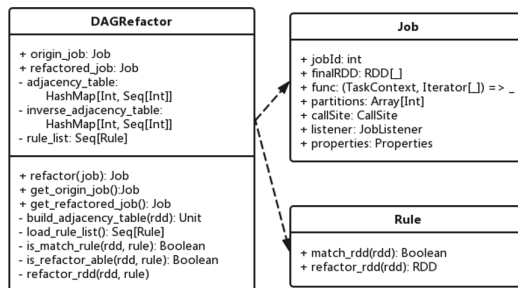 DAGRefactor
+ origin_job: Job
+ refactored_job: Job
- adjacency_table:
HashMap[Int, Seq[Int]]
- inverse_adjacency_table:
HashMap[Int, Seq[Int]]
- rule_list: Seq[Rule]
+ refactor(job): Job
+ get_origin_job():Job
+ get_refactored_job(): Job
- build_adjacency_table(rdd): Unit
- load_rule_list(): Seq[Rule]
- is_match_rule(rdd, rule): Boolean
- is_refactor_able(rdd, rule): Boolean
- refactor_rdd(rdd, rule)
Job
+ jobId: int
+ finalRDD: RDD[_]
+ func: (TaskContext, Iterator[_]) => _
+ partitions: Array[Int]
+ callSite: CallSite
+ listener: JobListener
+ properties: Properties
Rule
+ match_rdd(rdd): Boolean
+ refactor_rdd(rdd): RDD